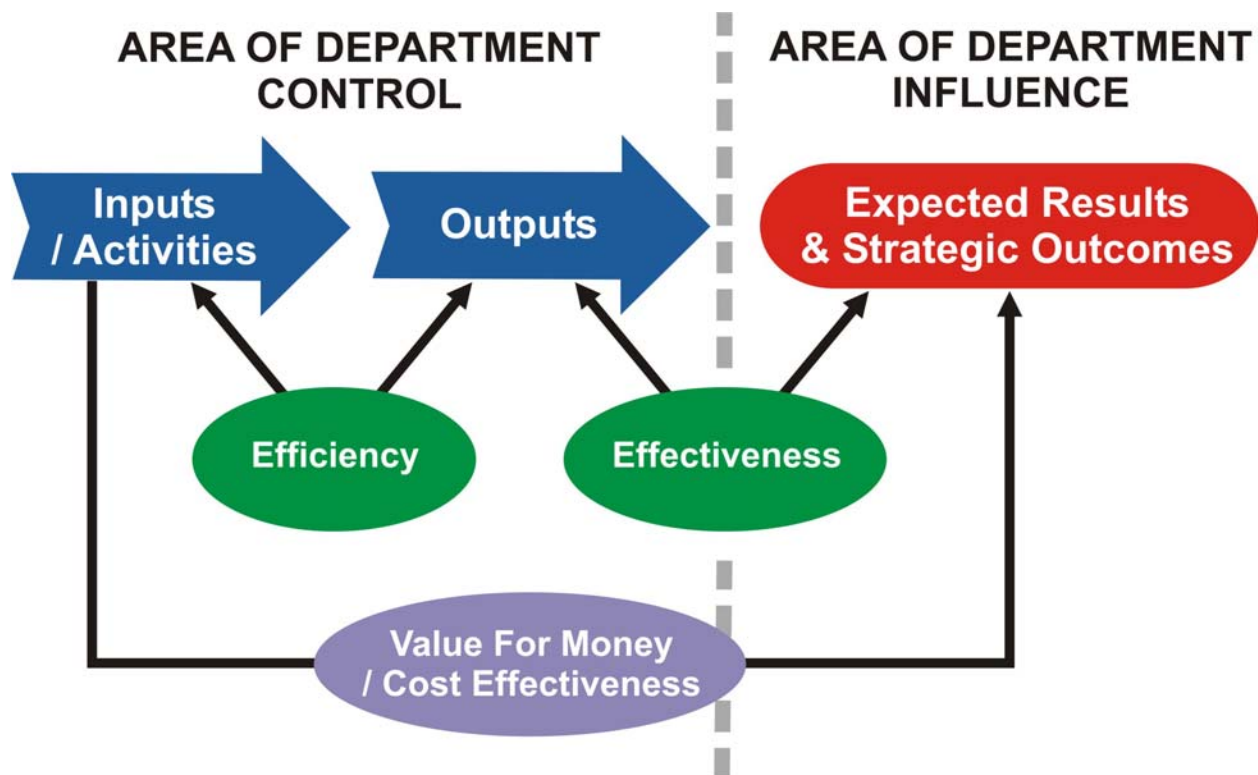 AREA OF DEPARTMENT
CONTROL
AREA OF DEPARTMENT
INFLUENCE
Inputs
/ Activities
Outputs
Expected Results
& Strategic Outcomes
Efficiency
Effectiveness
Value For Money
/ Cost Effectiveness